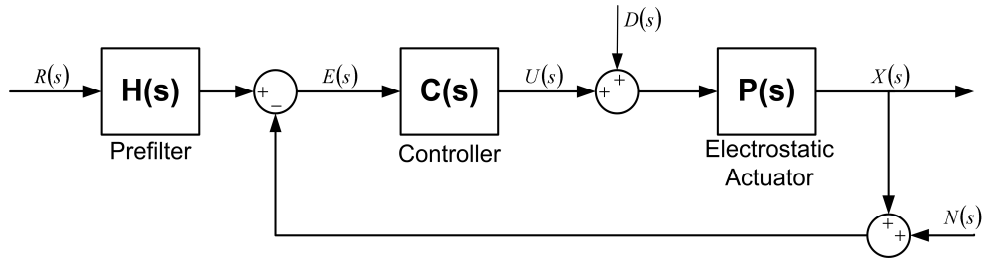 D(s)
R(s)
H(s)
+
−
E(s)
C(s)
U(s)
+
+
P(s)
X(s)
Prefilter
Controller
Electrostatic
Actuator
+
+
N(s)